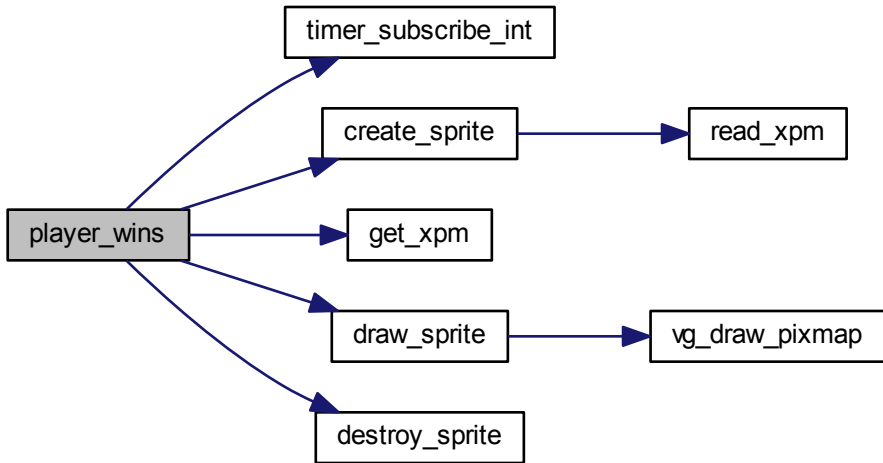 timer_subscribe_int
create_sprite
read_xpm
player_wins
get_xpm
draw_sprite
vg_draw_pixmap
destroy_sprite